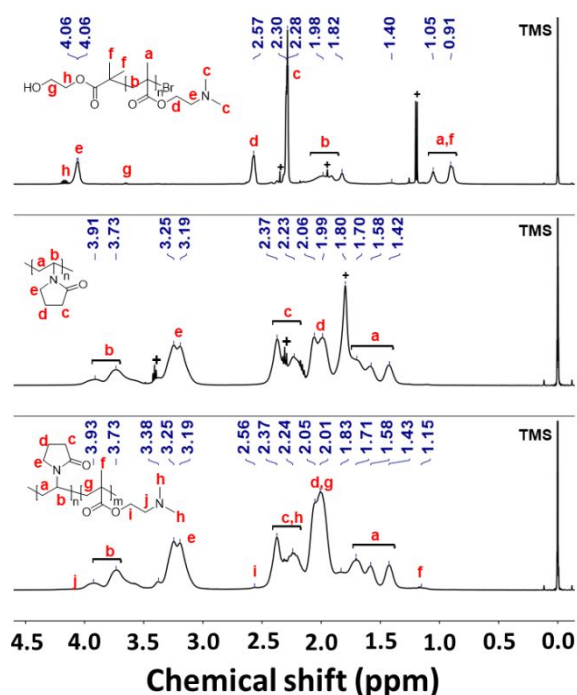 4.06 4.06 2.57 2.30 2.28 1.98 1.82 1.40 1.05 0.91 TMS
f a
f
HO h O b n Br c
g O O O N
d e c
c
e d b a,f
h g + + +
3.91 3.73 3.25 3.19 2.37 2.23 2.06 1.99 1.80 1.70 1.58 1.42 TMS
a b n
e N O
d c
b + e c + d + a
3.93 3.73 3.38 3.25 3.19 2.56 2.37 2.24 2.05 2.01 1.83 1.71 1.58 1.43 1.15 TMS
d c
e N O f
a b n g m h
O O j N
i h
j b e i c,h d,g a f
4.5 4.0 3.5 3.0 2.5 2.0 1.5 1.0 0.5 0.0
Chemical shift (ppm)